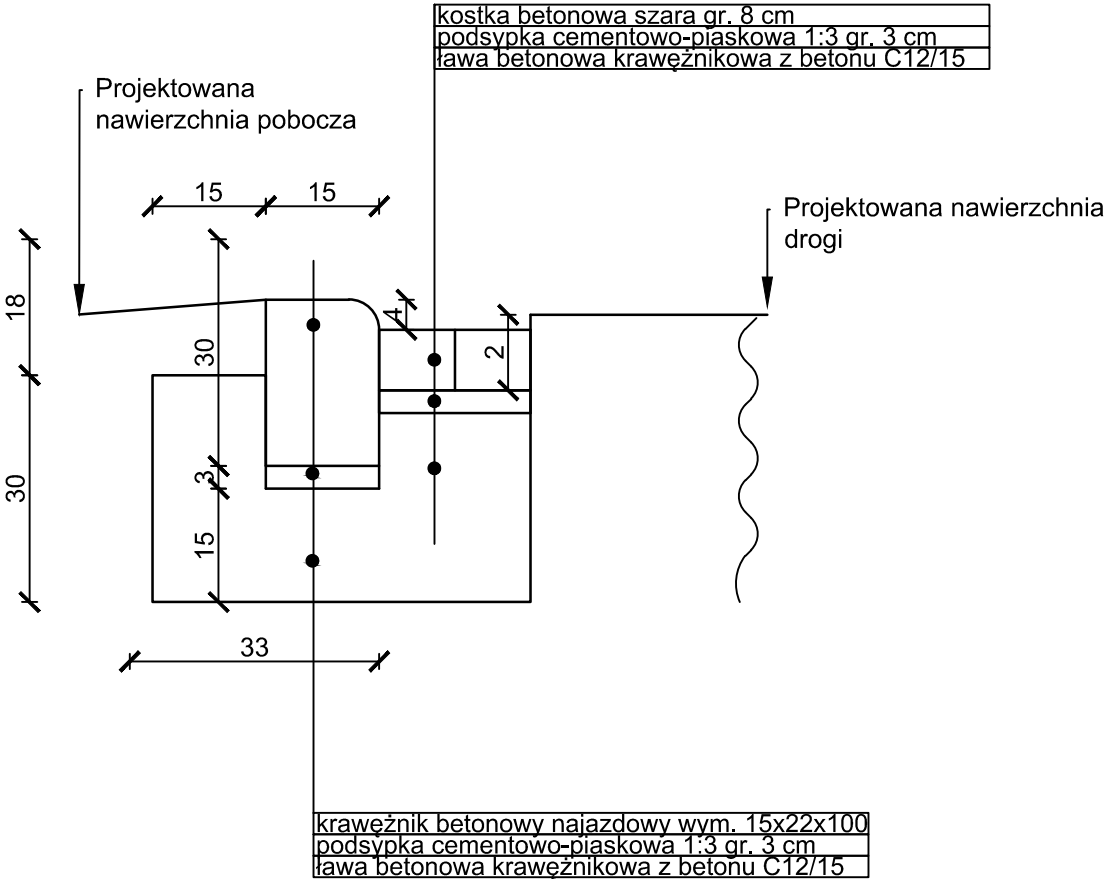 kostka betonowa szara gr. 8 cm
podsypka cementowo-piaskowa 1:3 gr. 3 cm
ława betonowa krawężnikowa z betonu C12/15
Projektowana
nawierzchnia pobocza
15
15
Projektowana nawierzchnia
drogi
18
30
4
2
30
3
15
33
krawężnik betonowy najazdowy wym. 15x22x100
podsypka cementowo-piaskowa 1:3 gr. 3 cm
ława betonowa krawężnikowa z betonu C12/15